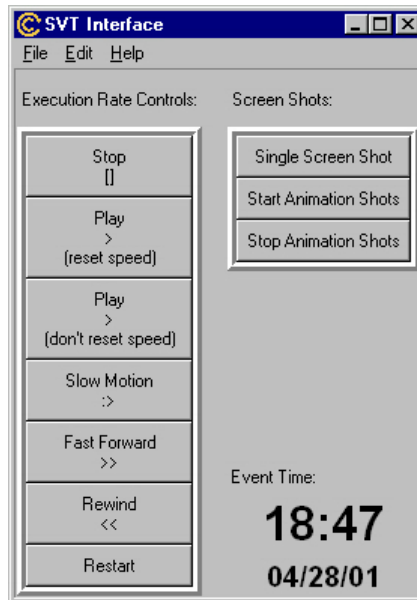 SVT Interface
File Edit Help
Execution Rate Controls:
Stop
[]
Play
>
(reset speed)
Play
>
(don't reset speed)
Slow Motion
:>
Fast Forward
>>
Rewind
<<
Restart
Screen Shots:
Single Screen Shot
Start Animation Shots
Stop Animation Shots
Event Time:
18:47
04/28/01